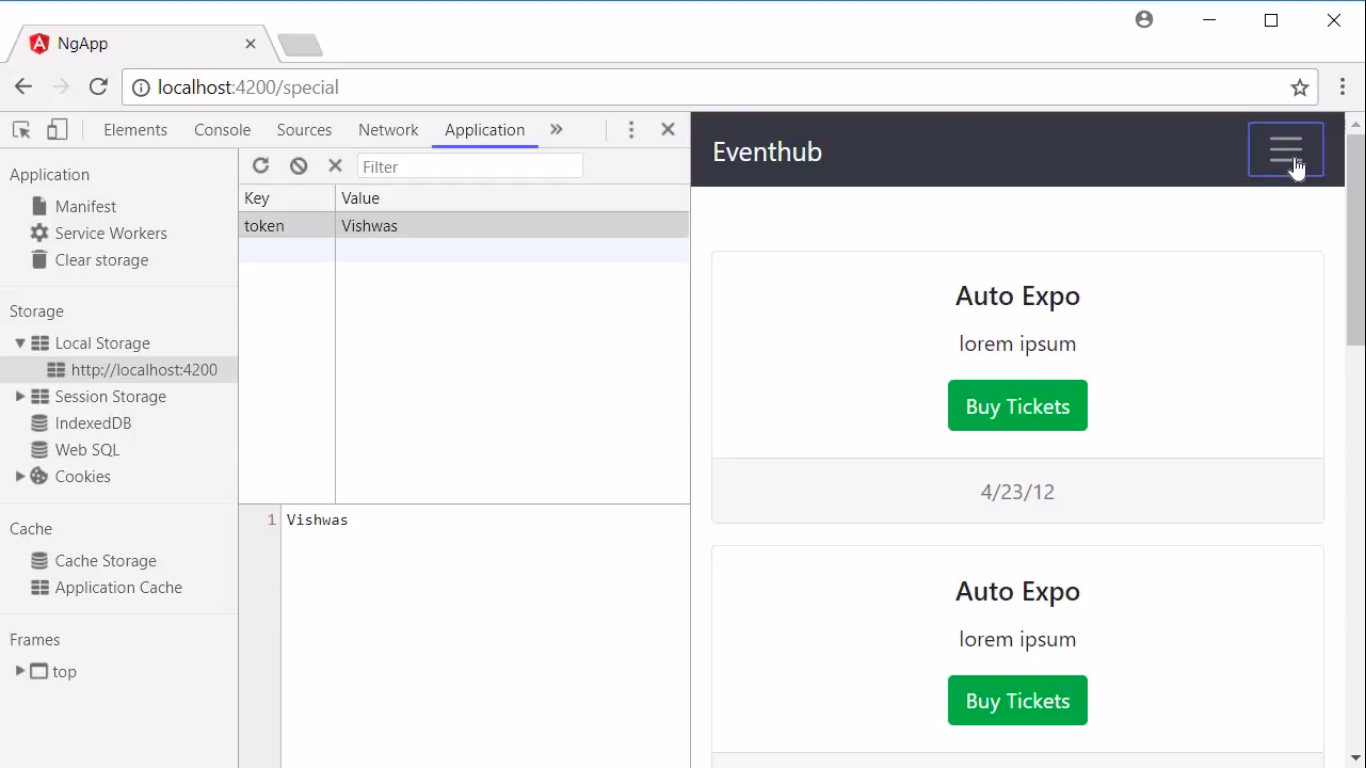 NgApp
localhost:4200/special
Elements Console Sources Network Application
Application
Manifest
Service Workers
Clear storage
Storage
Local Storage
http://localhost:4200
Session Storage
IndexedDB
Web SQL
Cookies
Cache
Cache Storage
Application Cache
Frames
top
Filter
Key Value
token Vishwas
1 Vishwas
Eventhub
Auto Expo
lorem ipsum
Buy Tickets
4/23/12
Auto Expo
lorem ipsum
Buy Tickets